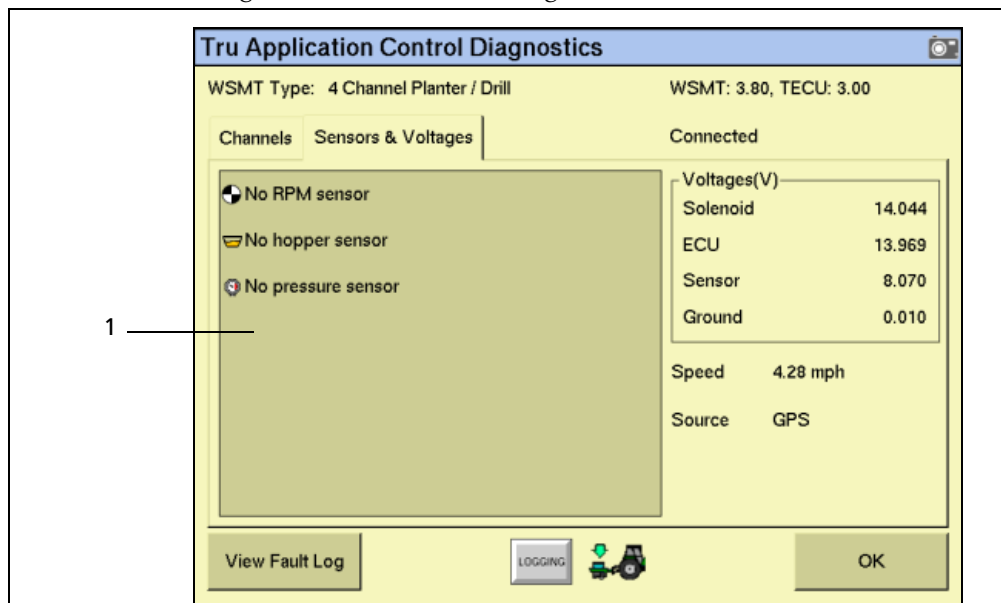 Tru Application Control Diagnostics
WSMT Type: 4 Channel Planter / Drill
WSMT: 3.80, TECU: 3.00
Channels
Sensors & Voltages
Connected
No RPM sensor
No hopper sensor
No pressure sensor
1
Voltages(V)
Solenoid 14.044
ECU 13.969
Sensor 8.070
Ground 0.010
Speed 4.28 mph
Source GPS
View Fault Log
LOGGING
OK